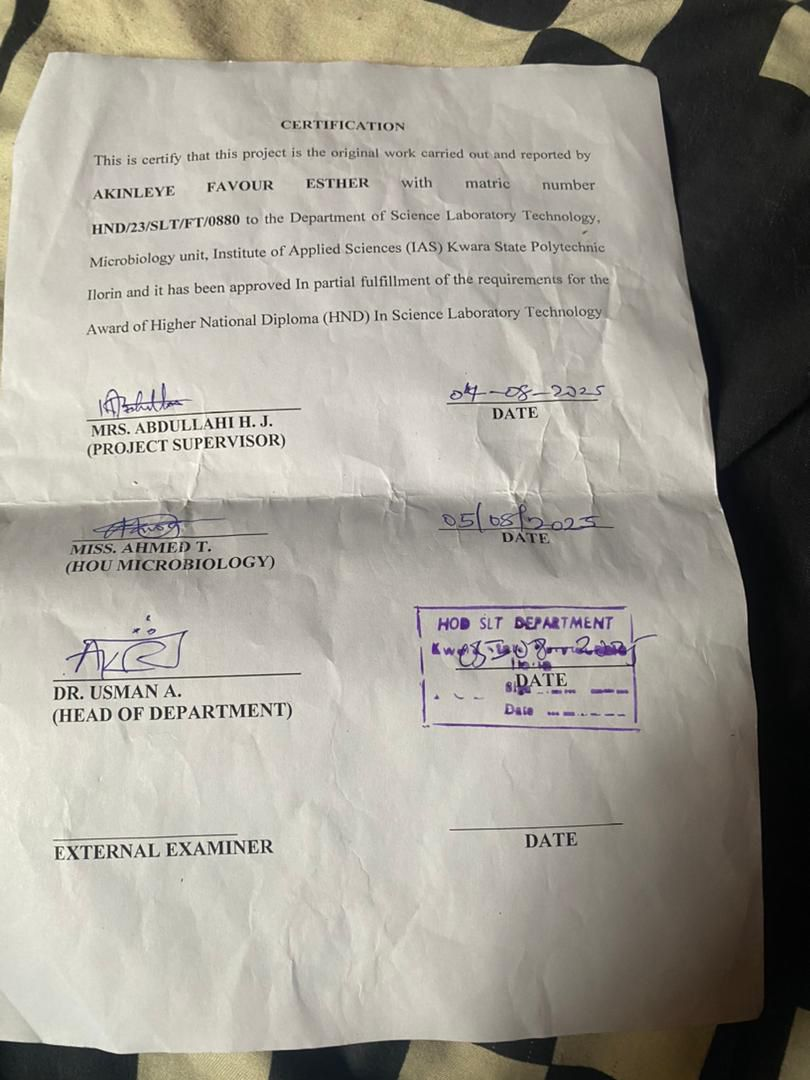 CERTIFICATION
This is certify that this project is the original work carried out and reported by
AKINLEYE FAVOUR ESTHER with matric number
HND/23/SLT/FT/0880 to the Department of Science Laboratory Technology,
Microbiology unit, Institute of Applied Sciences (IAS) Kwara State Polytechnic
Ilorin and it has been approved In partial fulfillment of the requirements for the
Award of Higher National Diploma (HND) In Science Laboratory Technology
04-08-2025
MRS. ABDULLAHI H. J. DATE
(PROJECT SUPERVISOR)
05/08/2025
MISS. AHMED T. DATE
(HOU MICROBIOLOGY)
HOD SLT DEPARTMENT
DR. USMAN A. DATE
(HEAD OF DEPARTMENT)
Date
EXTERNAL EXAMINER DATE